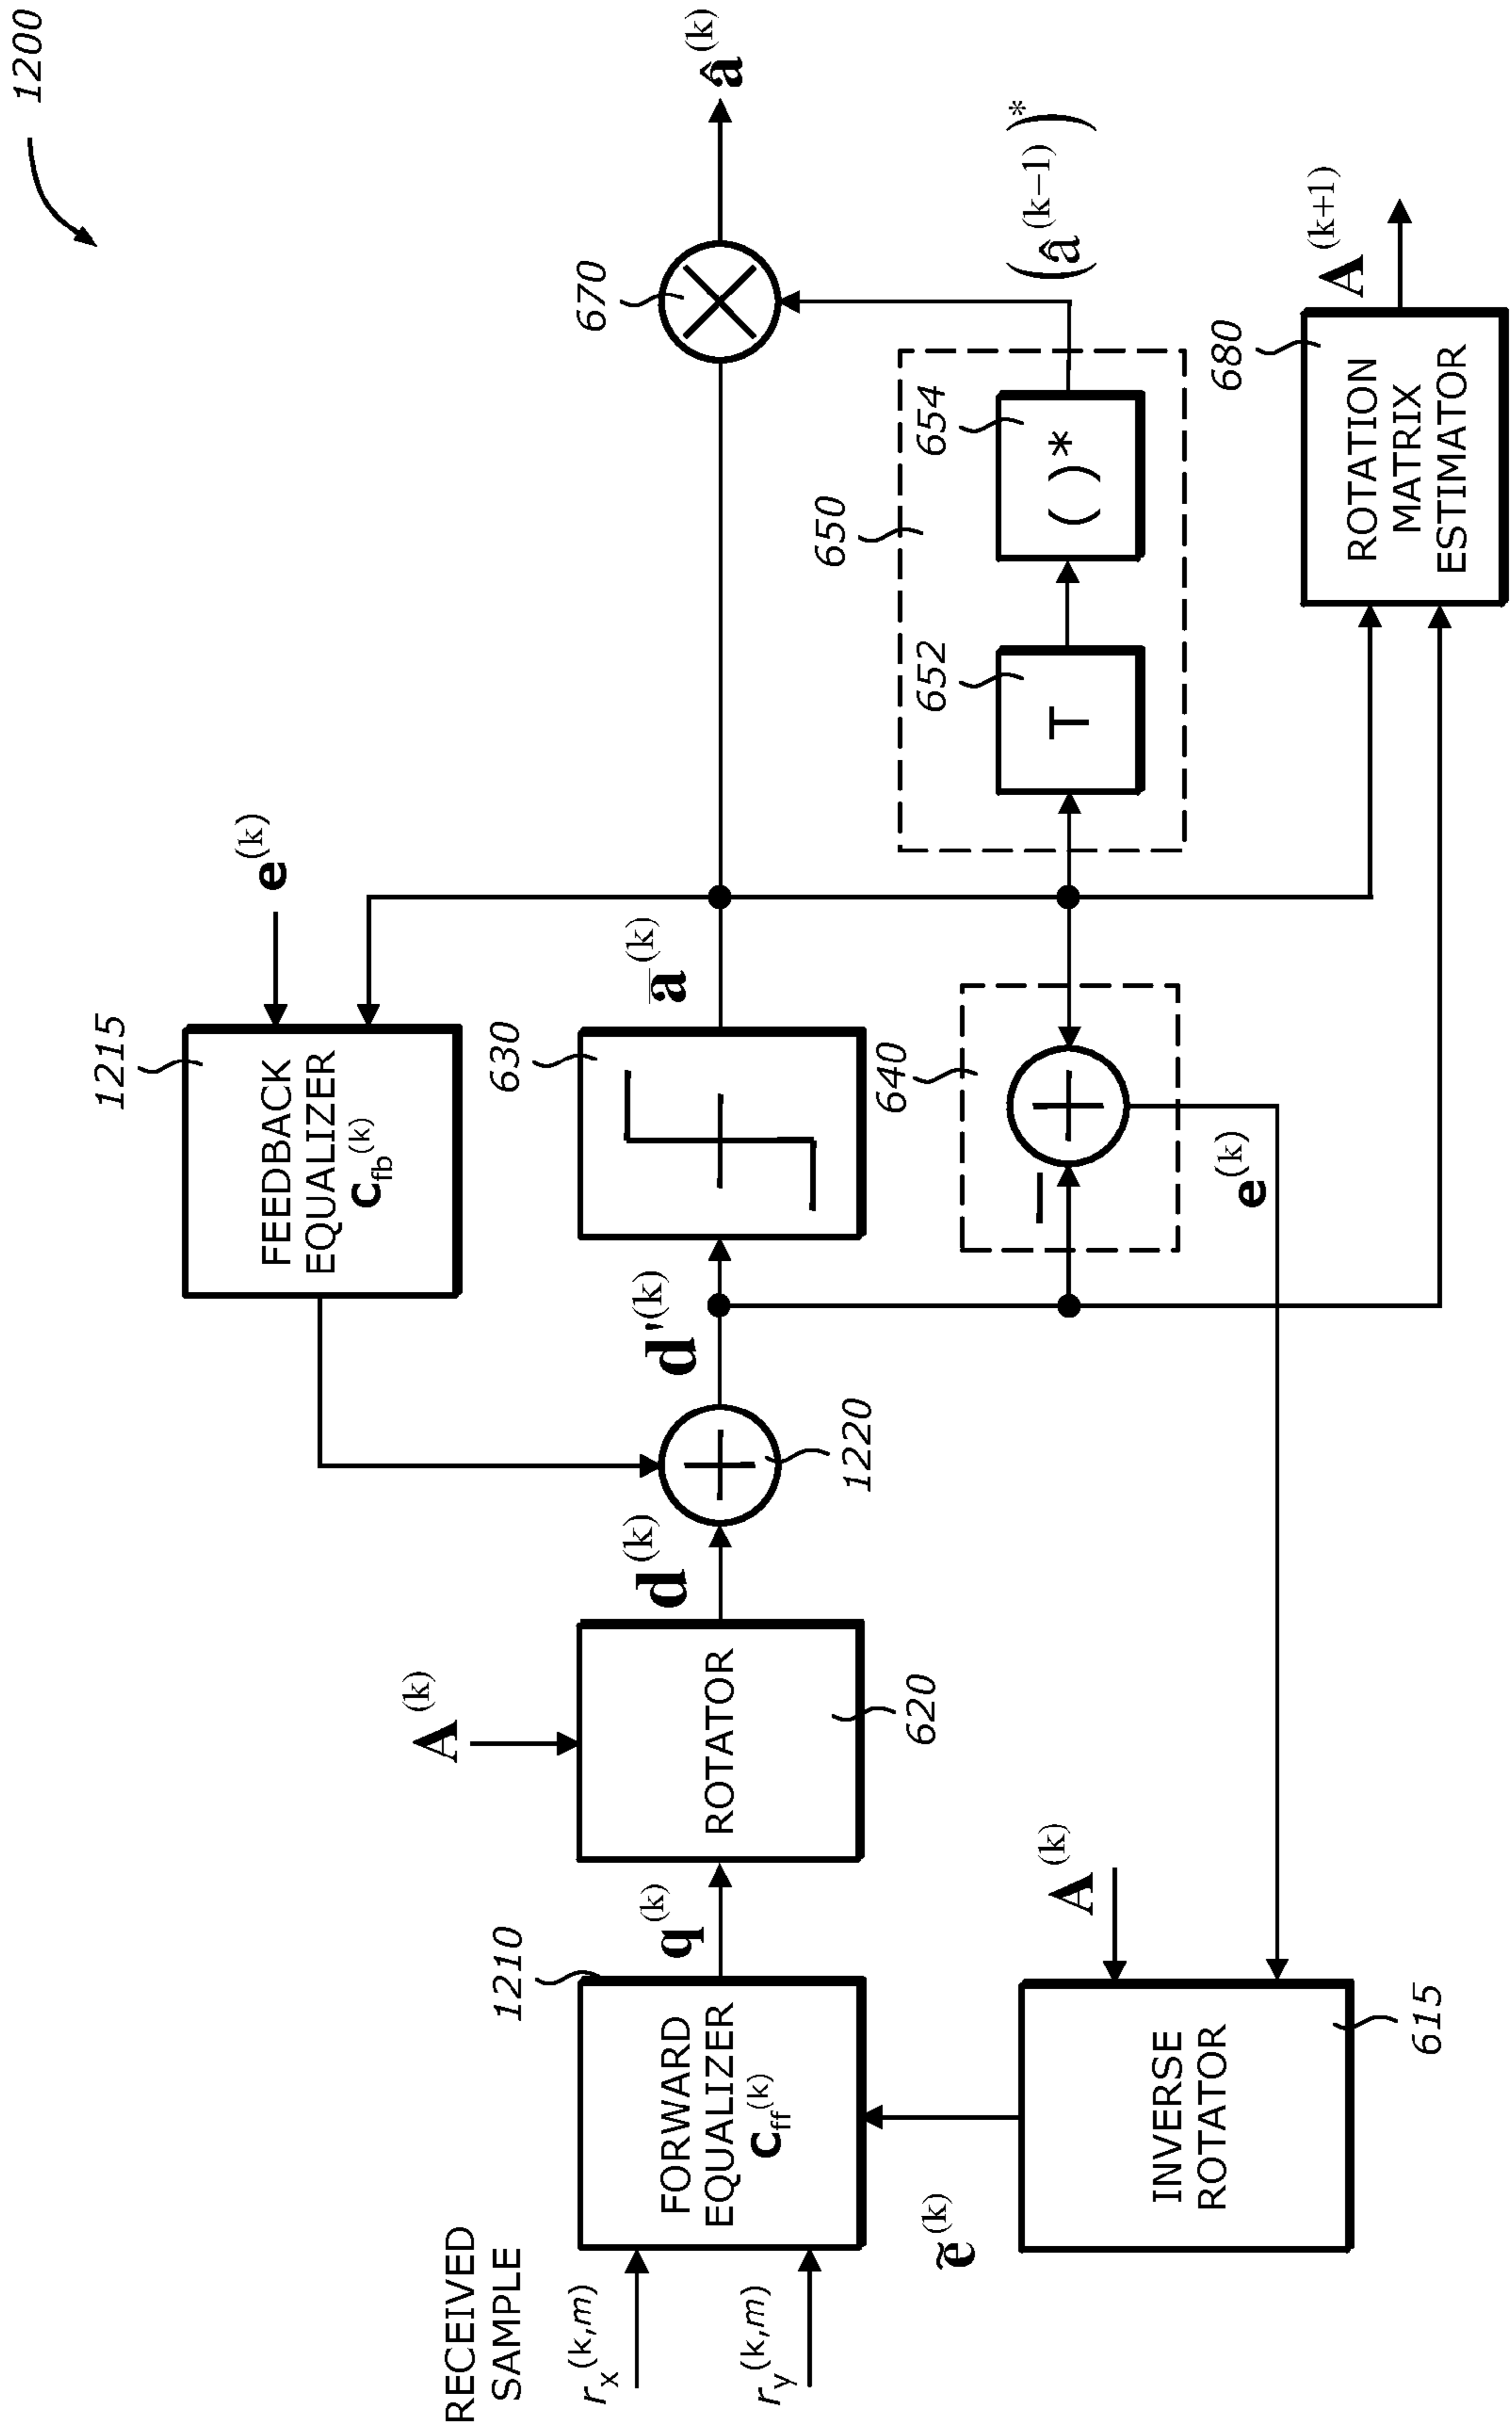 1200
RECEIVED
SAMPLE
r_x^(k,m)
r_y^(k,m)
1210
FORWARD
EQUALIZER
C_ff^(k)
q^(k)
A^(k)
ROTATOR
620
d^(k)
1220
d'^(k)
1215
FEEDBACK
EQUALIZER
C_fb^(k)
e^(k)
630
a̅^(k)
670
â^(k)
640
−
e^(k)
650
652
T
654
( )*
(â^(k−1))*
680
ROTATION
MATRIX
ESTIMATOR
A^(k+1)
ẽ^(k)
INVERSE
ROTATOR
A^(k)
615